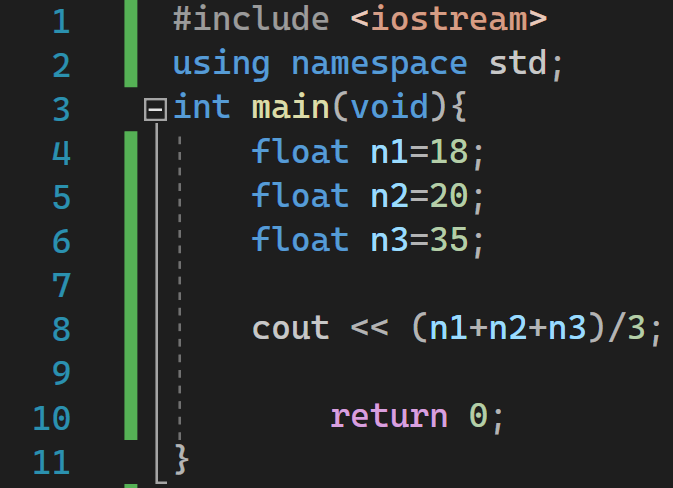 1 #include <iostream>
2 using namespace std;
3 int main(void){
4     float n1=18;
5     float n2=20;
6     float n3=35;
7
8     cout << (n1+n2+n3)/3;
9
10         return 0;
11 }